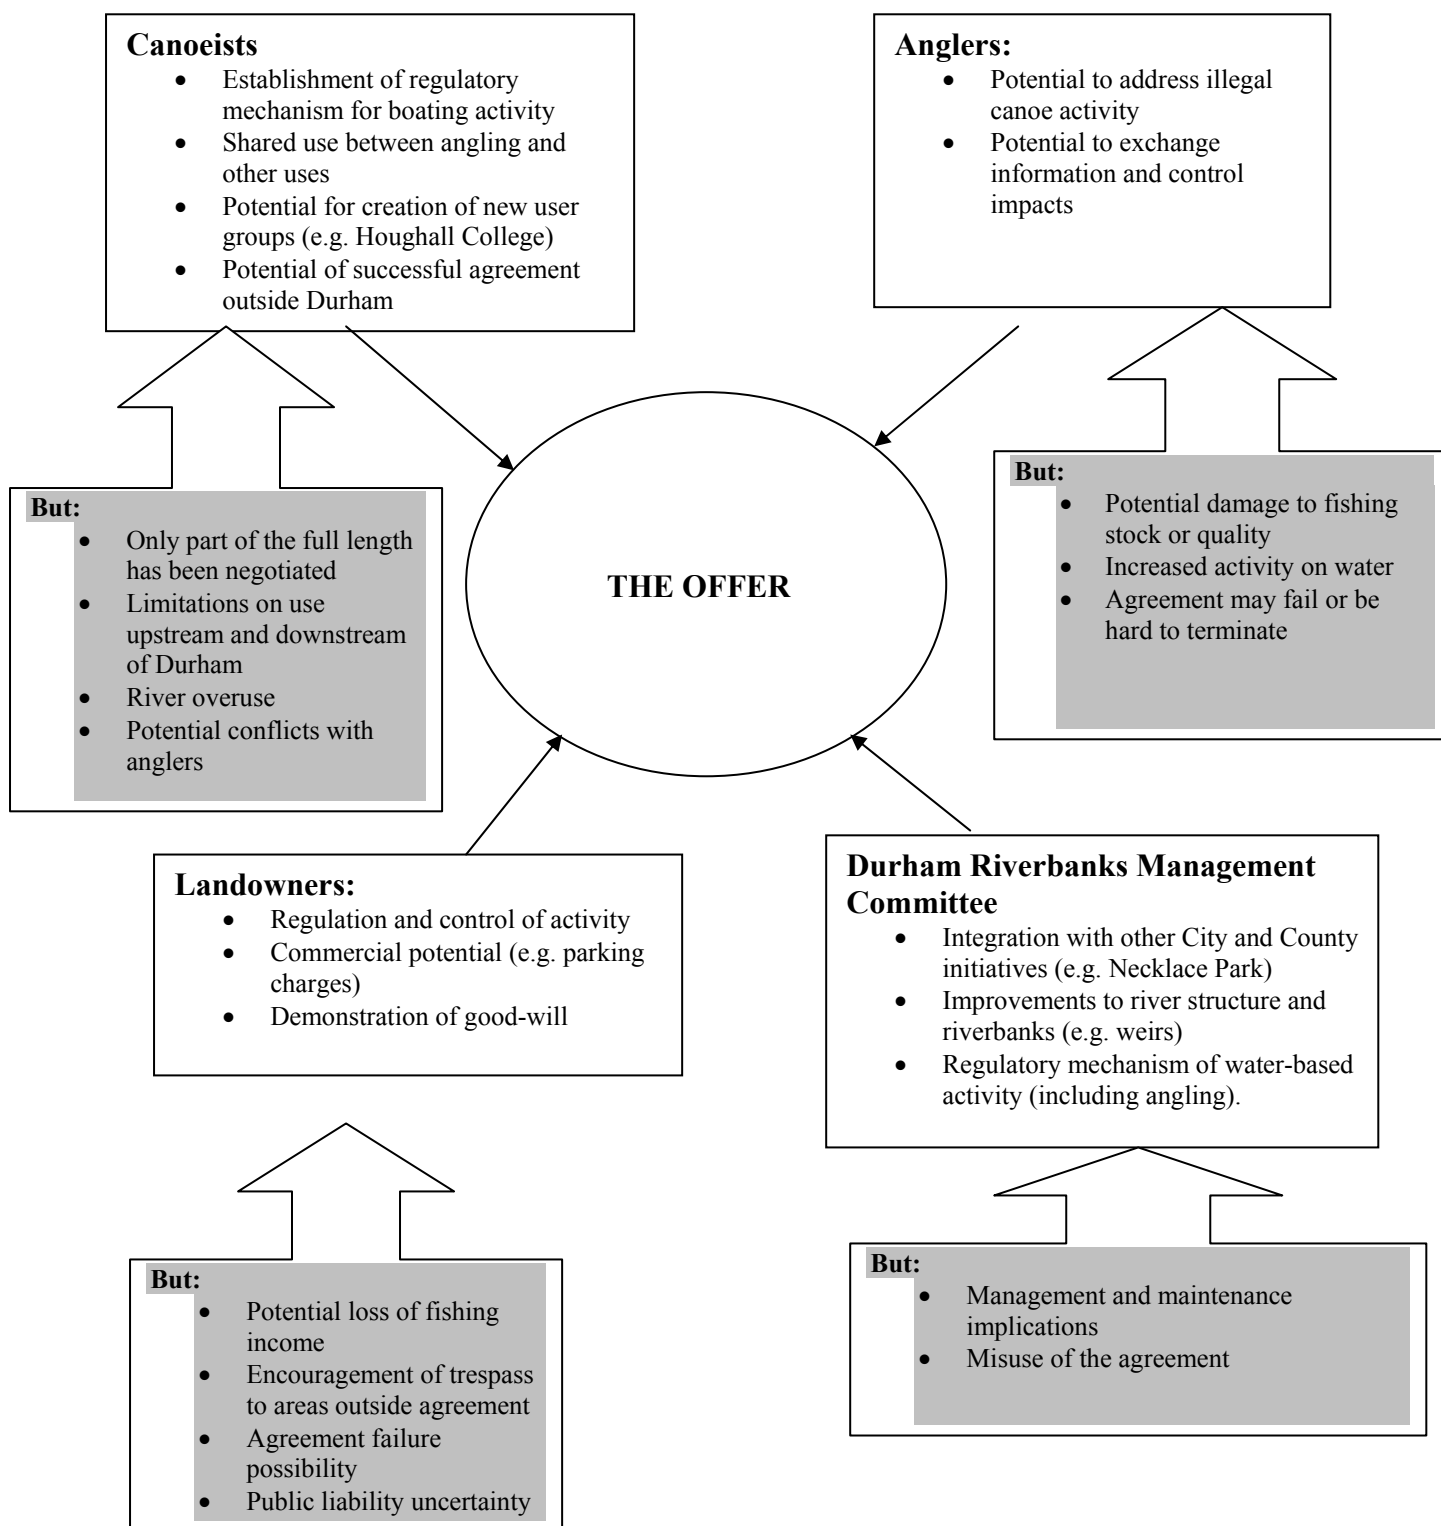 Canoeists
• Establishment of regulatory
mechanism for boating activity
• Shared use between angling and
other uses
• Potential for creation of new user
groups (e.g. Houghall College)
• Potential of successful agreement
outside Durham
Anglers:
• Potential to address illegal
canoe activity
• Potential to exchange
information and control
impacts
But:
• Only part of the full length
has been negotiated
• Limitations on use
upstream and downstream
of Durham
• River overuse
• Potential conflicts with
anglers
THE OFFER
But:
• Potential damage to fishing
stock or quality
• Increased activity on water
• Agreement may fail or be
hard to terminate
Landowners:
• Regulation and control of activity
• Commercial potential (e.g. parking
charges)
• Demonstration of good-will
Durham Riverbanks Management
Committee
• Integration with other City and County
initiatives (e.g. Necklace Park)
• Improvements to river structure and
riverbanks (e.g. weirs)
• Regulatory mechanism of water-based
activity (including angling).
But:
• Potential loss of fishing
income
• Encouragement of trespass
to areas outside agreement
• Agreement failure
possibility
• Public liability uncertainty
But:
• Management and maintenance
implications
• Misuse of the agreement